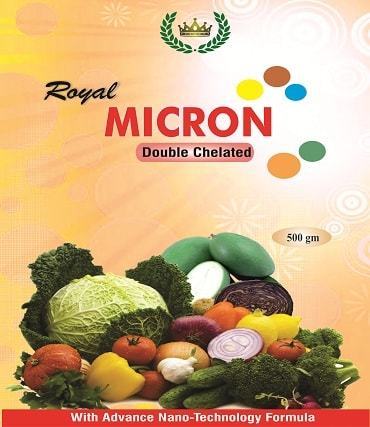 Royal
MICRON
Double Chelated
500 gm
With Advance Nano-Technology Formula